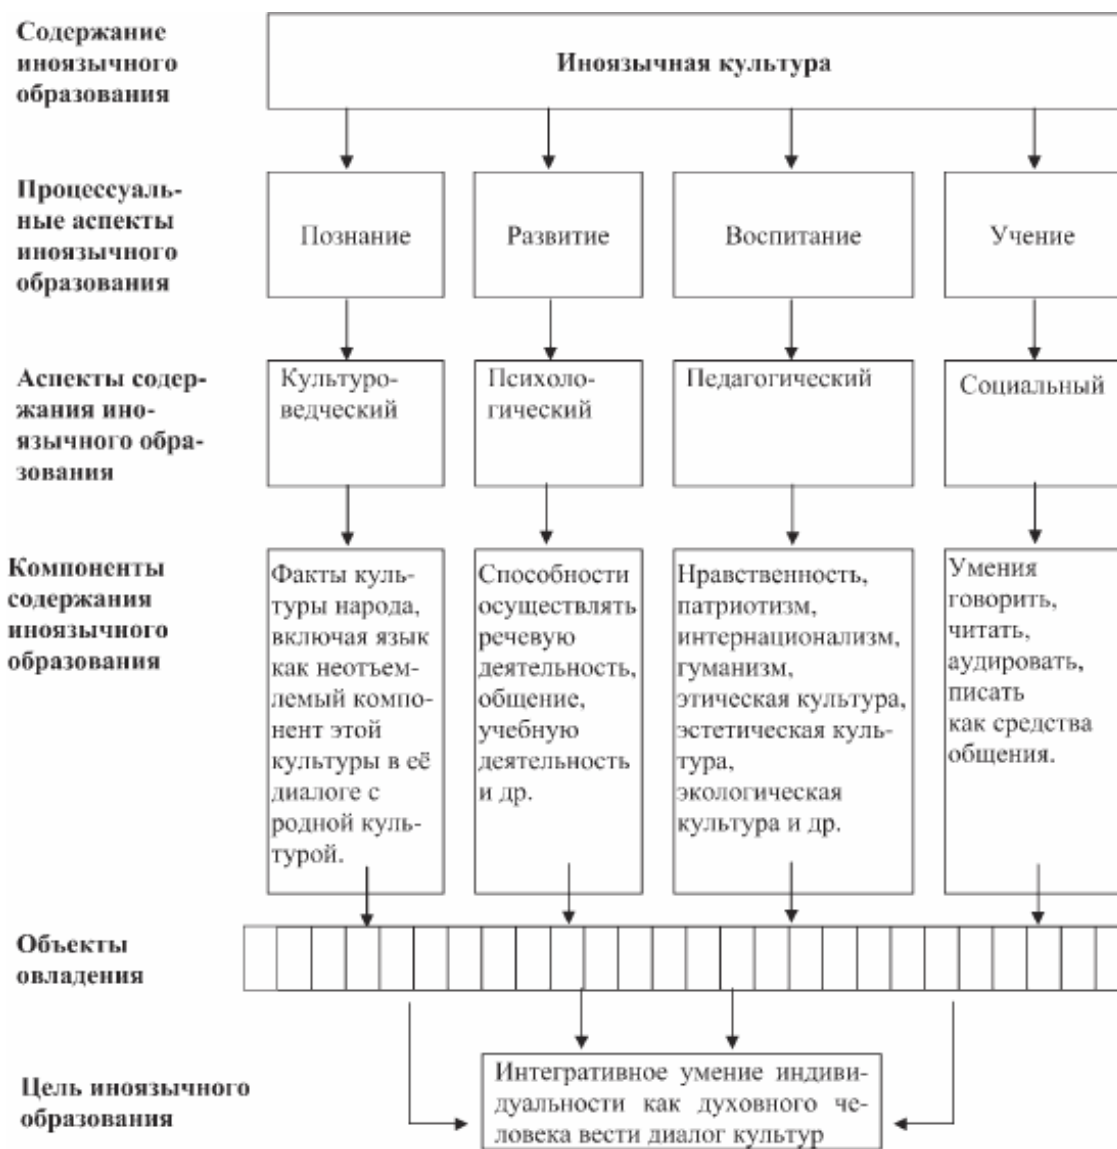 Содержание
иноязычного
образования
Иноязычная культура
Процессуаль-
ные аспекты
иноязычного
образования
Познание
Развитие
Воспитание
Учение
Аспекты содер-
жания ино-
язычного обра-
зования
Культуро-
ведческий
Психоло-
гический
Педагогический
Социальный
Компоненты
содержания
иноязычного
образования
Факты куль-
туры народа,
включая язык
как неотъем-
лемый компо-
нент этой
культуры в её
диалоге с
родной куль-
турой.
Способности
осуществлять
речевую
деятельность,
общение,
учебную
деятельность
и др.
Нравственность,
патриотизм,
интернационализм,
гуманизм,
этическая культура,
эстетическая куль-
тура,
экологическая
культура и др.
Умения
говорить,
читать,
аудировать,
писать
как средства
общения.
Объекты
овладения
Цель иноязычного
образования
Интегративное умение индиви-
дуальности как духовного че-
ловека вести диалог культур